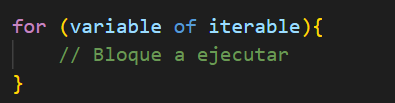 for (variable of iterable){
    // Bloque a ejecutar
}